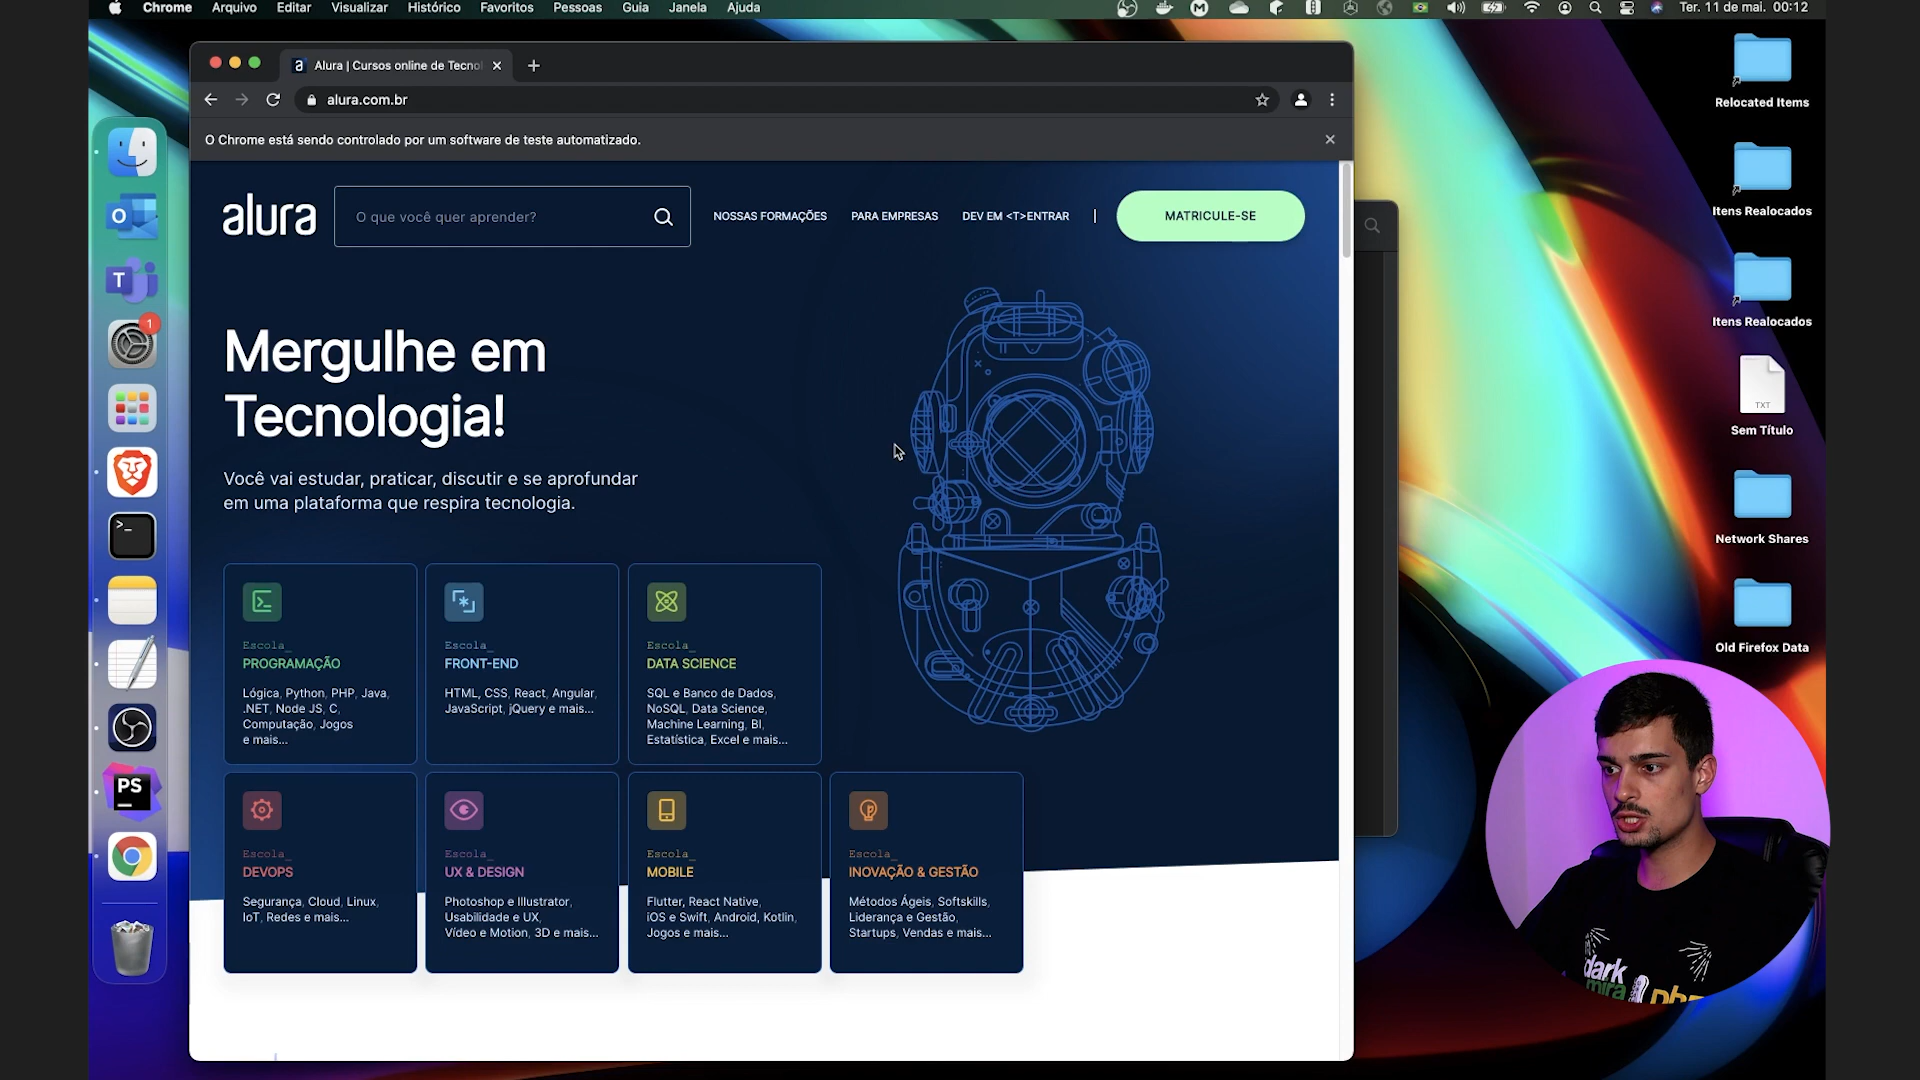 Chrome Arquivo Editar Visualizar Histórico Favoritos Pessoas Guia Janela Ajuda
Ter. 11 de mai. 00:12
Alura | Cursos online de Tecnol
alura.com.br
O Chrome está sendo controlado por um software de teste automatizado.
alura
O que você quer aprender?
NOSSAS FORMAÇÕES
PARA EMPRESAS
DEV EM <T>ENTRAR
|
MATRICULE-SE
Mergulhe em
Tecnologia!
Você vai estudar, praticar, discutir e se aprofundar
em uma plataforma que respira tecnologia.
Escola_
PROGRAMAÇÃO
Lógica, Python, PHP, Java,
.NET, Node JS, C,
Computação, Jogos
e mais...
Escola_
FRONT-END
HTML, CSS, React, Angular,
JavaScript, jQuery e mais...
Escola_
DATA SCIENCE
SQL e Banco de Dados,
NoSQL, Data Science,
Machine Learning, BI,
Estatística, Excel e mais...
Escola_
DEVOPS
Segurança, Cloud, Linux,
IoT, Redes e mais...
Escola_
UX & DESIGN
Photoshop e Illustrator,
Usabilidade e UX,
Vídeo e Motion, 3D e mais...
Escola_
MOBILE
Flutter, React Native,
iOS e Swift, Android, Kotlin,
Jogos e mais...
Escola_
INOVAÇÃO & GESTÃO
Métodos Ágeis, Softskills,
Liderança e Gestão,
Startups, Vendas e mais...
Relocated Items
Itens Realocados
Itens Realocados
TXT
Sem Título
Network Shares
Old Firefox Data
O
T
1
PS
dark
mira